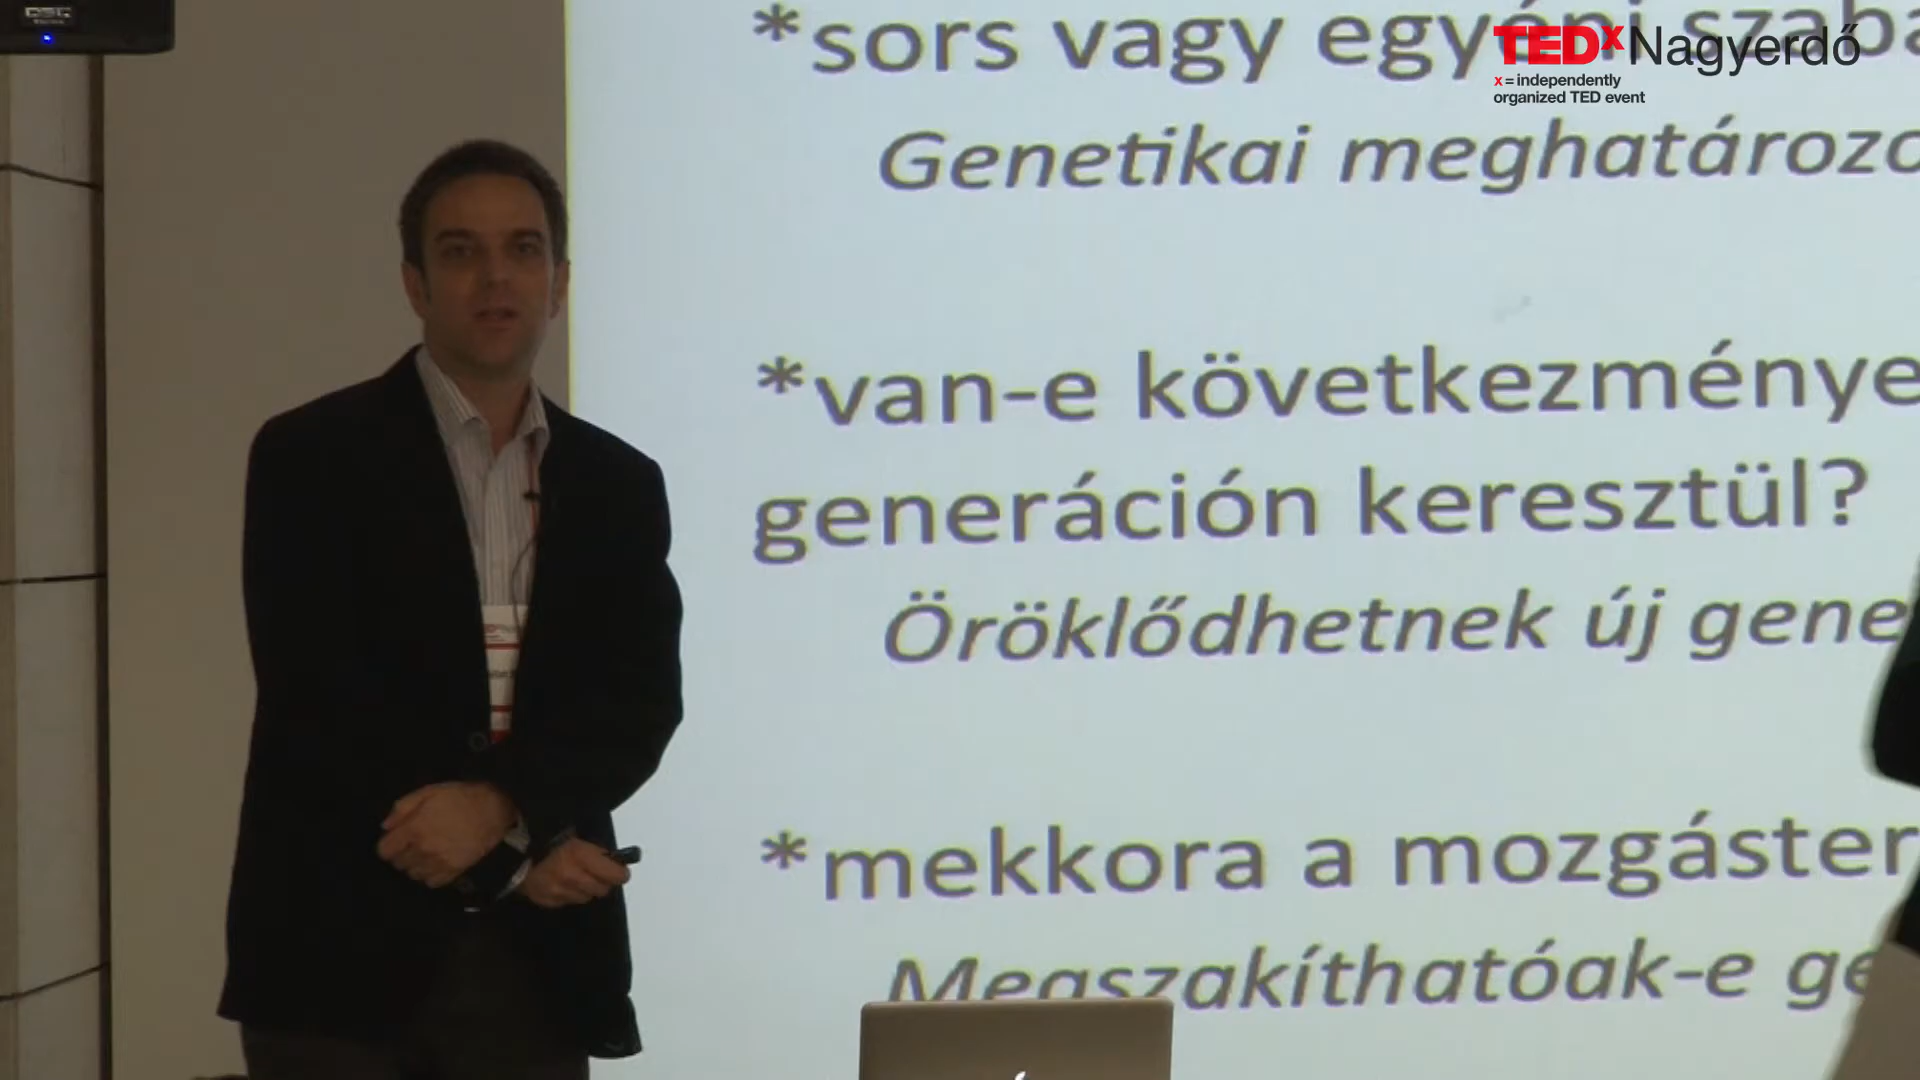 *sors vagy egyéni szaba
TEDxNagyerdő
x = independently
organized TED event
Genetikai meghatározo
*van-e következménye
generáción keresztül?
Öröklődhetnek új gene
*mekkora a mozgáster
Megszakíthatóak-e ge